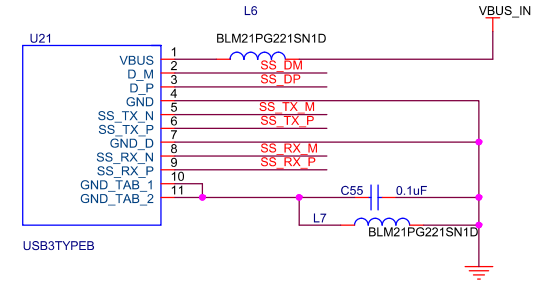 L6
VBUS_IN
U21
BLM21PG221SN1D
VBUS 1
D_M 2 SS_DM
D_P 3 SS_DP
GND 4
SS_TX_N 5 SS_TX_M
SS_TX_P 6 SS_TX_P
GND_D 7
SS_RX_N 8 SS_RX_M
SS_RX_P 9 SS_RX_P
GND_TAB_1 10
GND_TAB_2 11
C55 0.1uF
L7
BLM21PG221SN1D
USB3TYPEB